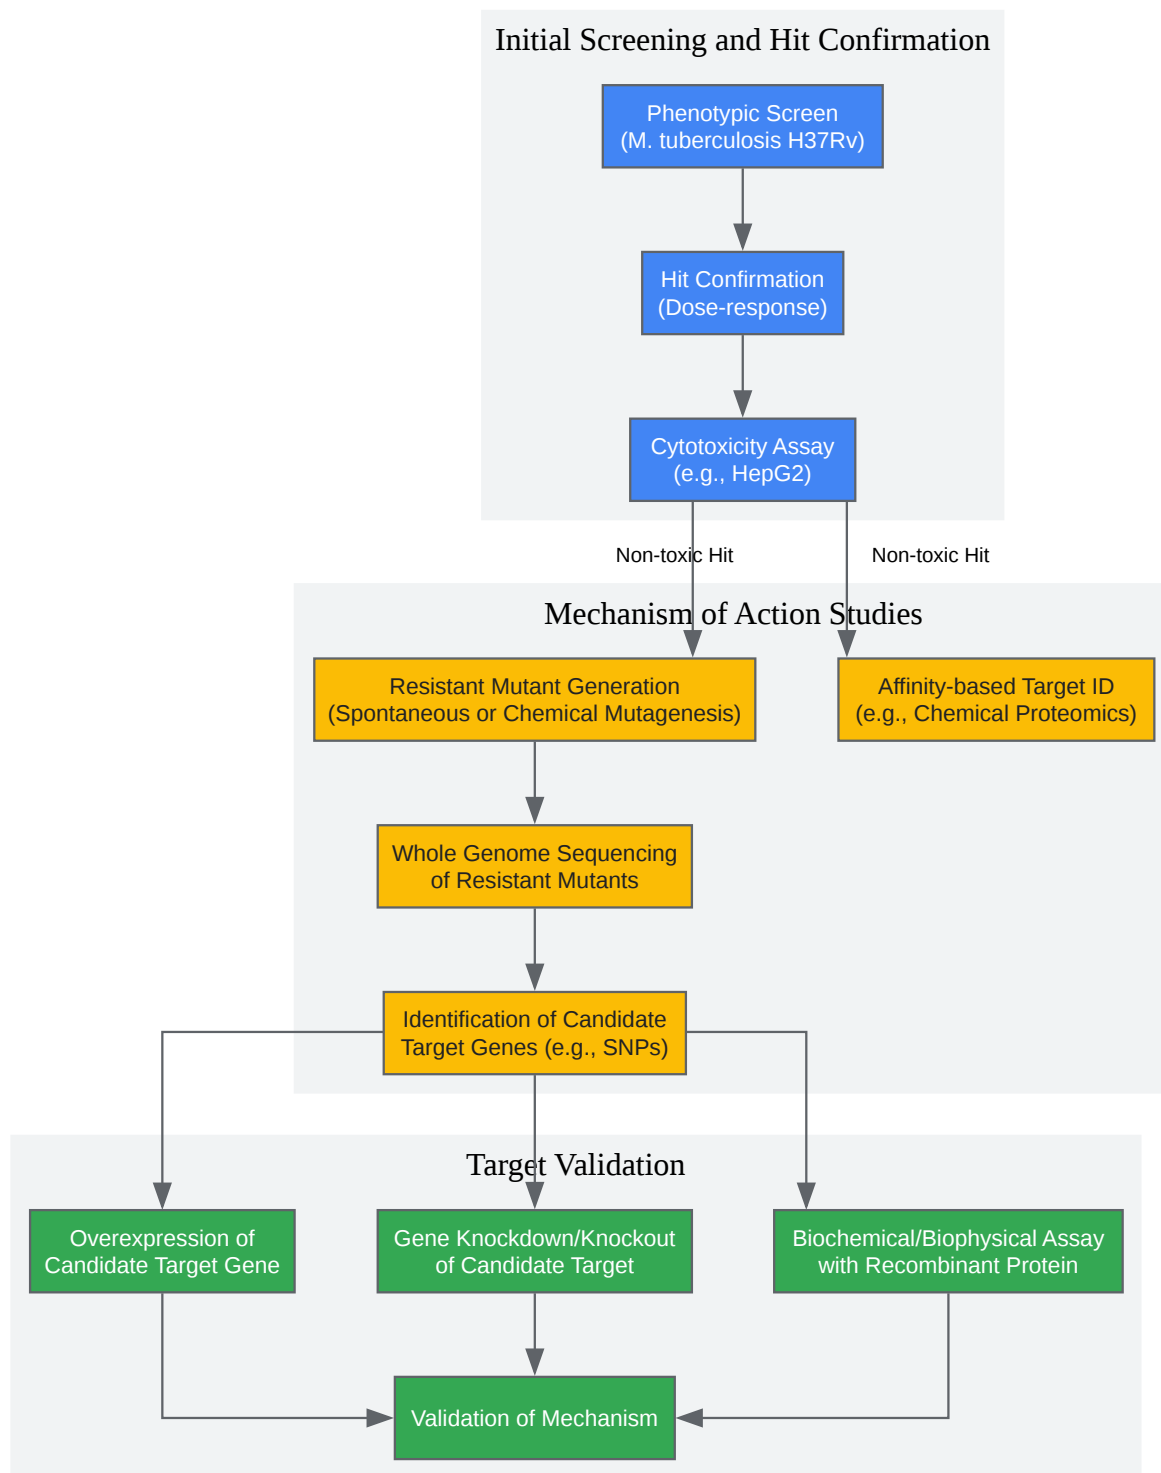 Initial Screening and Hit Confirmation
Phenotypic Screen
(M. tuberculosis H37Rv)
Hit Confirmation
(Dose-response)
Cytotoxicity Assay
(e.g., HepG2)
Non-toxic Hit
Non-toxic Hit
Mechanism of Action Studies
Resistant Mutant Generation
(Spontaneous or Chemical Mutagenesis)
Affinity-based Target ID
(e.g., Chemical Proteomics)
Whole Genome Sequencing
of Resistant Mutants
Identification of Candidate
Target Genes (e.g., SNPs)
Target Validation
Overexpression of
Candidate Target Gene
Gene Knockdown/Knockout
of Candidate Target
Biochemical/Biophysical Assay
with Recombinant Protein
Validation of Mechanism